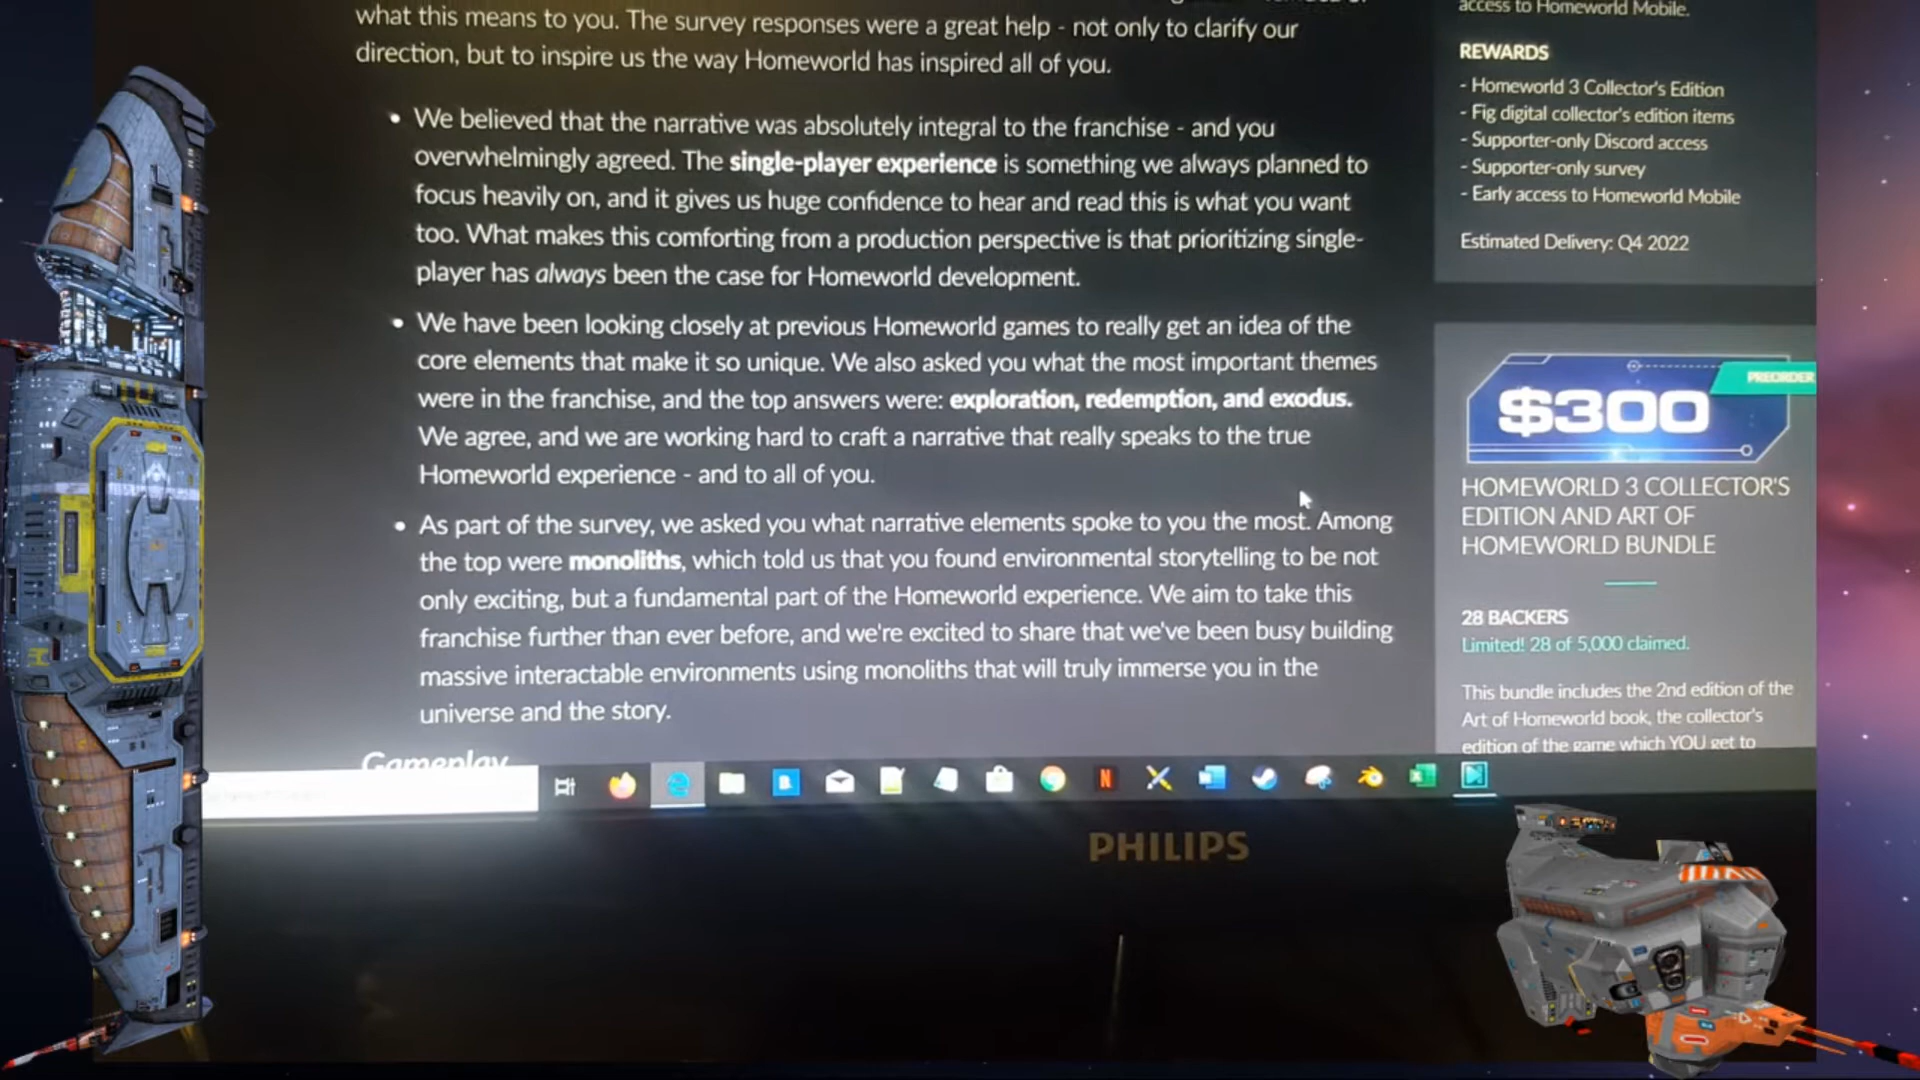 what this means to you. The survey responses were a great help - not only to clarify our
direction, but to inspire us the way Homeworld has inspired all of you.
• We believed that the narrative was absolutely integral to the franchise - and you
overwhelmingly agreed. The single-player experience is something we always planned to
focus heavily on, and it gives us huge confidence to hear and read this is what you want
too. What makes this comforting from a production perspective is that prioritizing single-
player has always been the case for Homeworld development.
• We have been looking closely at previous Homeworld games to really get an idea of the
core elements that make it so unique. We also asked you what the most important themes
were in the franchise, and the top answers were: exploration, redemption, and exodus.
We agree, and we are working hard to craft a narrative that really speaks to the true
Homeworld experience - and to all of you.
• As part of the survey, we asked you what narrative elements spoke to you the most. Among
the top were monoliths, which told us that you found environmental storytelling to be not
only exciting, but a fundamental part of the Homeworld experience. We aim to take this
franchise further than ever before, and we're excited to share that we've been busy building
massive interactable environments using monoliths that will truly immerse you in the
universe and the story.
Gameplay
access to Homeworld Mobile.
REWARDS
- Homeworld 3 Collector's Edition
- Fig digital collector's edition items
- Supporter-only Discord access
- Supporter-only survey
- Early access to Homeworld Mobile
Estimated Delivery: Q4 2022
PREORDER
$300
HOMEWORLD 3 COLLECTOR'S
EDITION AND ART OF
HOMEWORLD BUNDLE
28 BACKERS
Limited! 28 of 5,000 claimed.
This bundle includes the 2nd edition of the
Art of Homeworld book, the collector's
edition of the game which YOU get to
PHILIPS